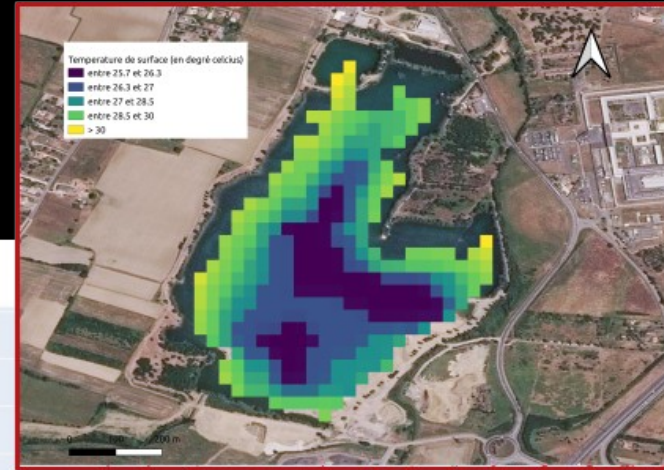 Temperature de surface (en degré celcius)
entre 25.7 et 26.3
entre 26.3 et 27
entre 27 et 28.5
entre 28.5 et 30
> 30
0 100 200 m